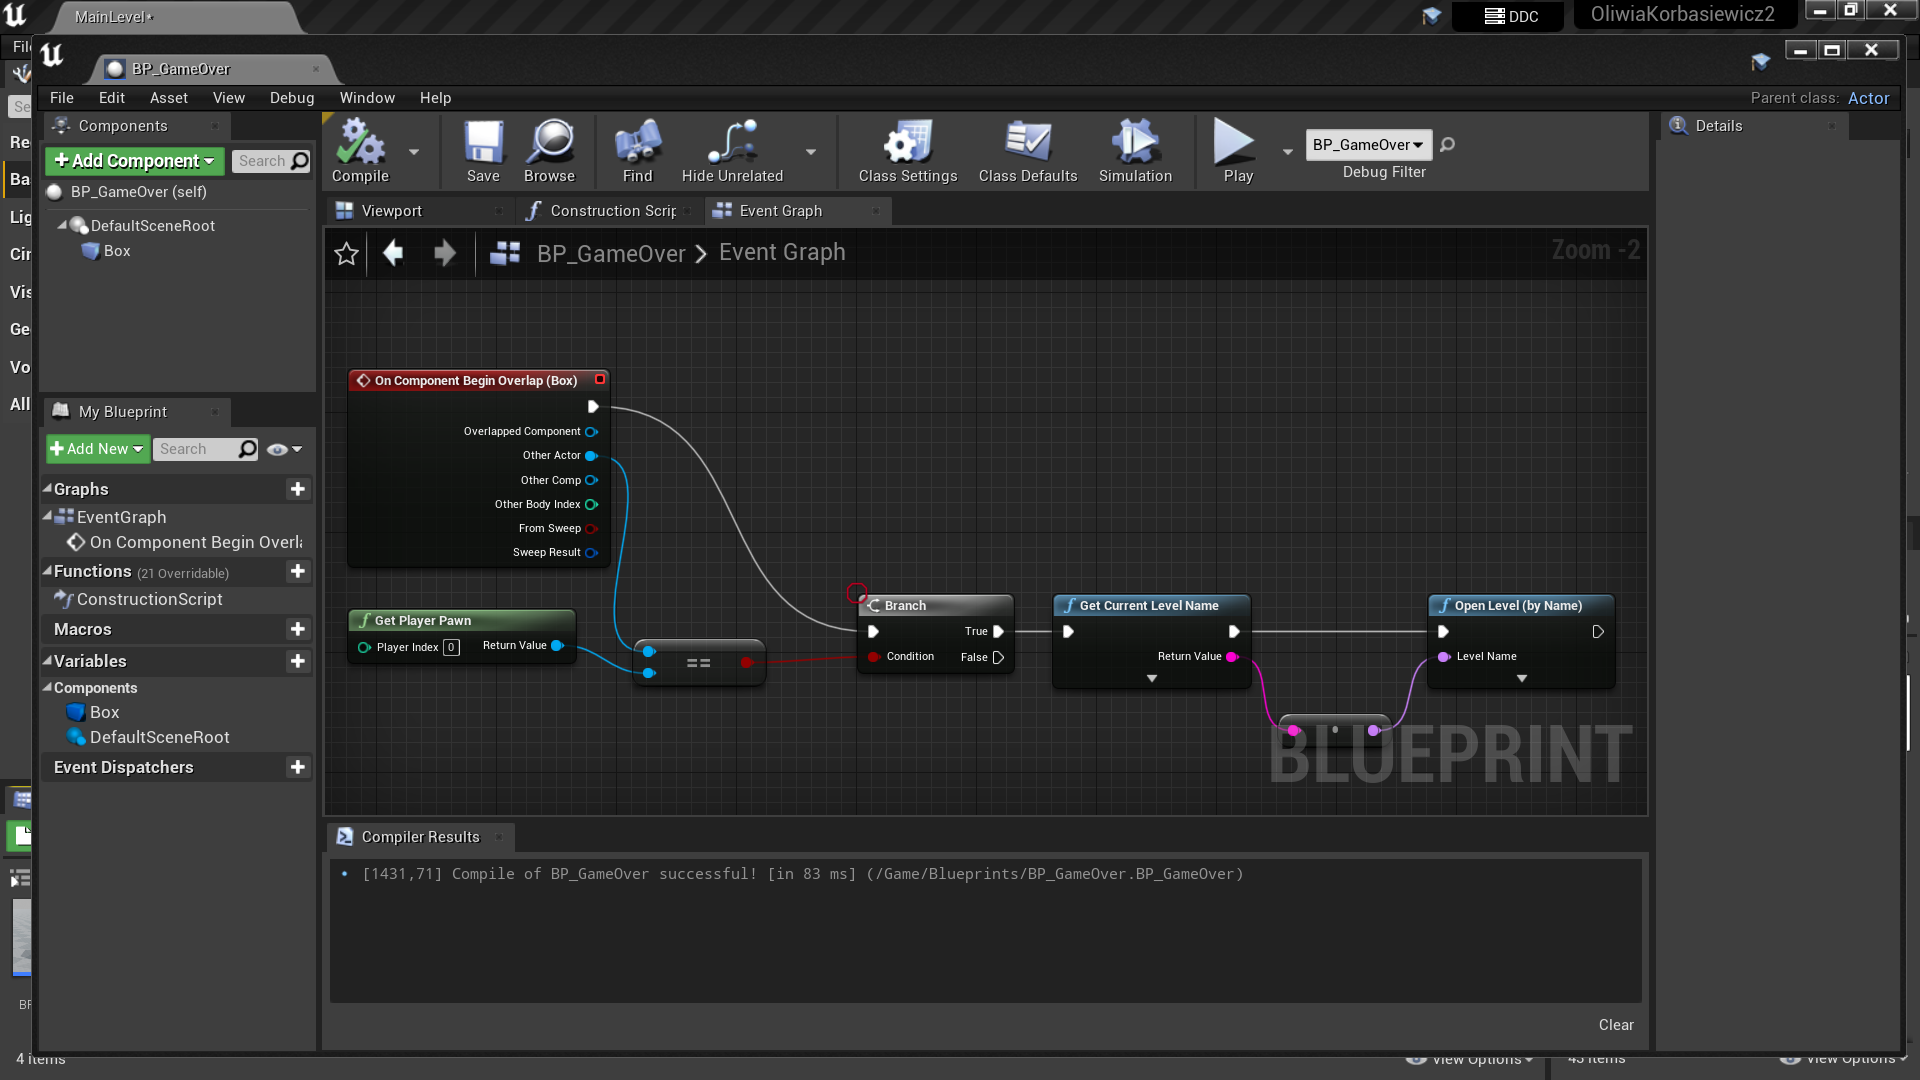 MainLevel*
DDC
OliwiaKorbasiewicz2
BP_GameOver
File Edit Asset View Debug Window Help
Parent class: Actor
Components
Add Component
Search
BP_GameOver (self)
DefaultSceneRoot
Box
My Blueprint
Add New
Search
Graphs
EventGraph
On Component Begin Overla
Functions (21 Overridable)
ConstructionScript
Macros
Variables
Components
Box
DefaultSceneRoot
Event Dispatchers
Compile
Save
Browse
Find
Hide Unrelated
Class Settings
Class Defaults
Simulation
Play
BP_GameOver
Debug Filter
Details
Viewport
Construction Scrip
Event Graph
BP_GameOver > Event Graph
Zoom -2
On Component Begin Overlap (Box)
Overlapped Component
Other Actor
Other Comp
Other Body Index
From Sweep
Sweep Result
Get Player Pawn
Player Index 0
Return Value
==
Branch
True
Condition
False
Get Current Level Name
Return Value
Open Level (by Name)
Level Name
BLUEPRINT
Compiler Results
• [1431,71] Compile of BP_GameOver successful! [in 83 ms] (/Game/Blueprints/BP_GameOver.BP_GameOver)
Clear
Fil
Se
Re
Ba
Lig
Cir
Vis
Ge
Vo
All
BP
4 items
View Options
43 items
View Options